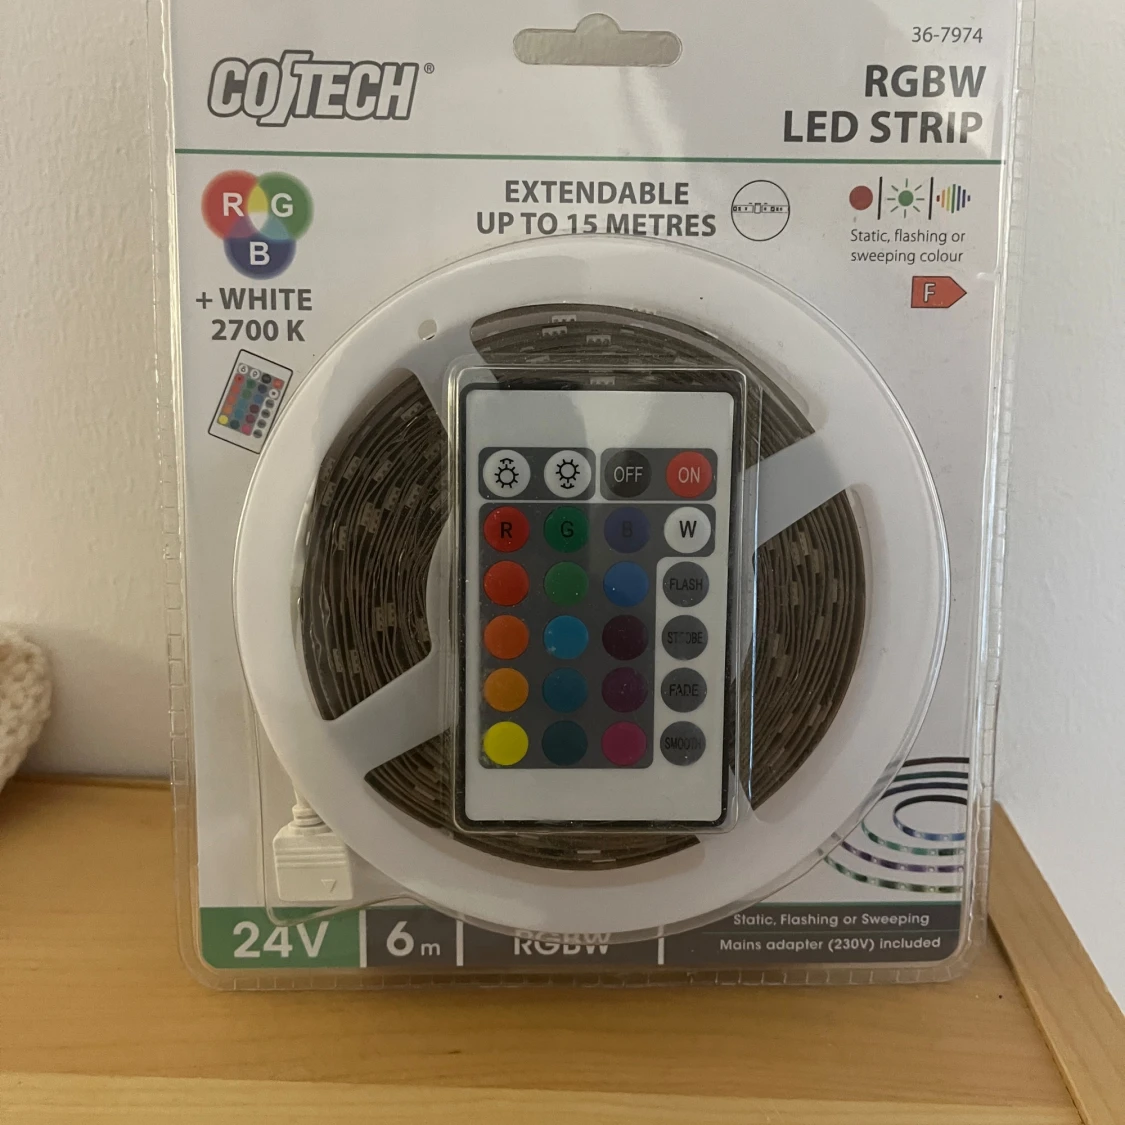 36-7974
COTECH®
RGBW
LED STRIP
R G
B
+ WHITE
2700 K
EXTENDABLE
UP TO 15 METRES
Static, flashing or
sweeping colour
F
OFF ON
R G B W
FLASH
STROBE
FADE
SMOOTH
24V
6 m
RGBW
Static, Flashing or Sweeping
Mains adapter (230V) included